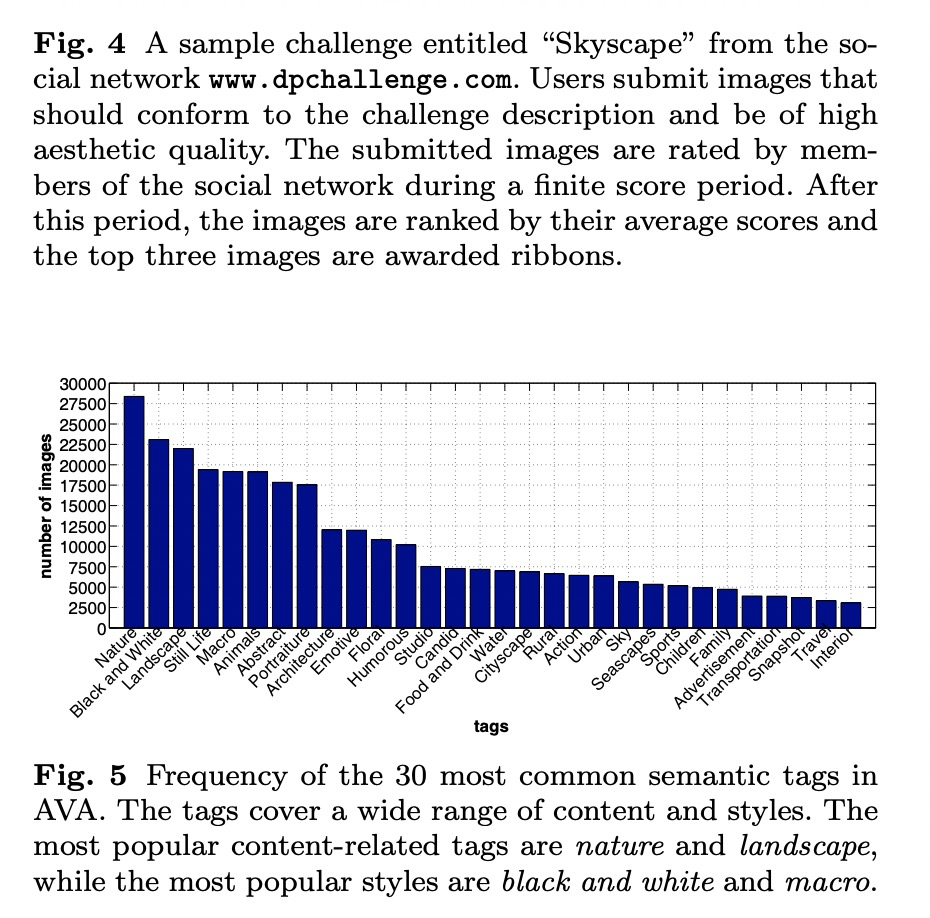 Fig. 4 A sample challenge entitled “Skyscape” from the so-
cial network www.dpchallenge.com. Users submit images that
should conform to the challenge description and be of high
aesthetic quality. The submitted images are rated by mem-
bers of the social network during a finite score period. After
this period, the images are ranked by their average scores and
the top three images are awarded ribbons.
30000
27500
25000
22500
20000
17500
15000
12500
10000
7500
5000
2500
0
number of images
Nature
Black and White
Landscape
Still Life
Macro
Animals
Abstract
Portraiture
Architecture
Emotive
Floral
Humorous
Studio
Candid
Food and Drink
Water
Cityscape
Rural
Action
Urban
Sky
Seascapes
Sports
Children
Family
Advertisement
Transportation
Snapshot
Travel
Interior
tags
Fig. 5 Frequency of the 30 most common semantic tags in
AVA. The tags cover a wide range of content and styles. The
most popular content-related tags are nature and landscape,
while the most popular styles are black and white and macro.